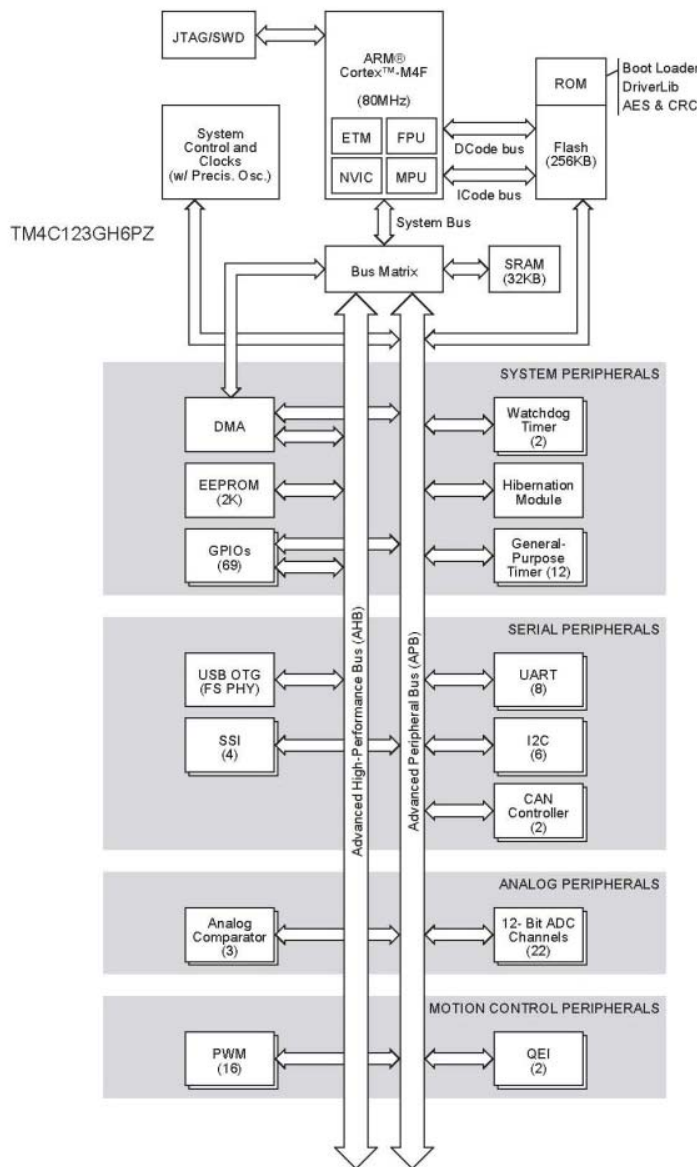 JTAG/SWD
ARM®
Cortex™-M4F
(80MHz)
ETM
FPU
NVIC
MPU
ROM
Boot Loader
DriverLib
AES & CRC
Flash
(256KB)
DCode bus
ICode bus
System
Control and
Clocks
(w/ Precis. Osc.)
TM4C123GH6PZ
System Bus
Bus Matrix
SRAM
(32KB)
SYSTEM PERIPHERALS
DMA
Watchdog
Timer
(2)
EEPROM
(2K)
Hibernation
Module
GPIOs
(69)
General-
Purpose
Timer (12)
Advanced High-Performance Bus (AHB)
Advanced Peripheral Bus (APB)
SERIAL PERIPHERALS
USB OTG
(FS PHY)
UART
(8)
SSI
(4)
I2C
(6)
CAN
Controller
(2)
ANALOG PERIPHERALS
Analog
Comparator
(3)
12- Bit ADC
Channels
(22)
MOTION CONTROL PERIPHERALS
PWM
(16)
QEI
(2)